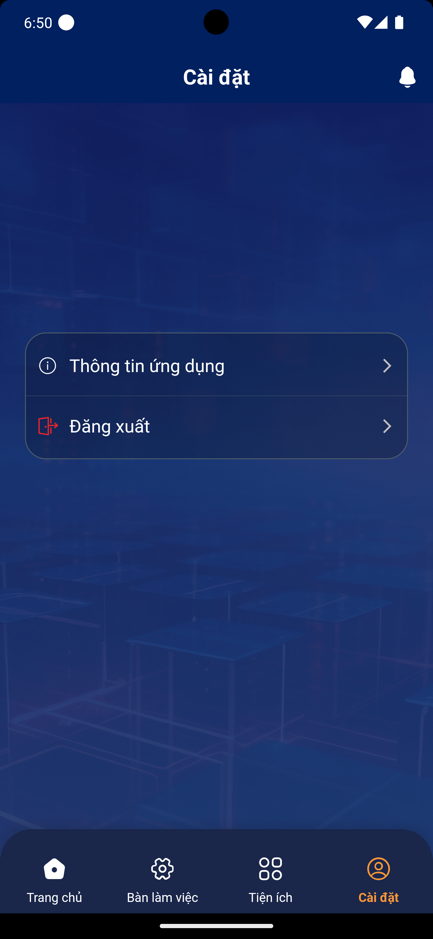 6:50
Cài đặt
Thông tin ứng dụng
Đăng xuất
Trang chủ
Bàn làm việc
Tiện ích
Cài đặt